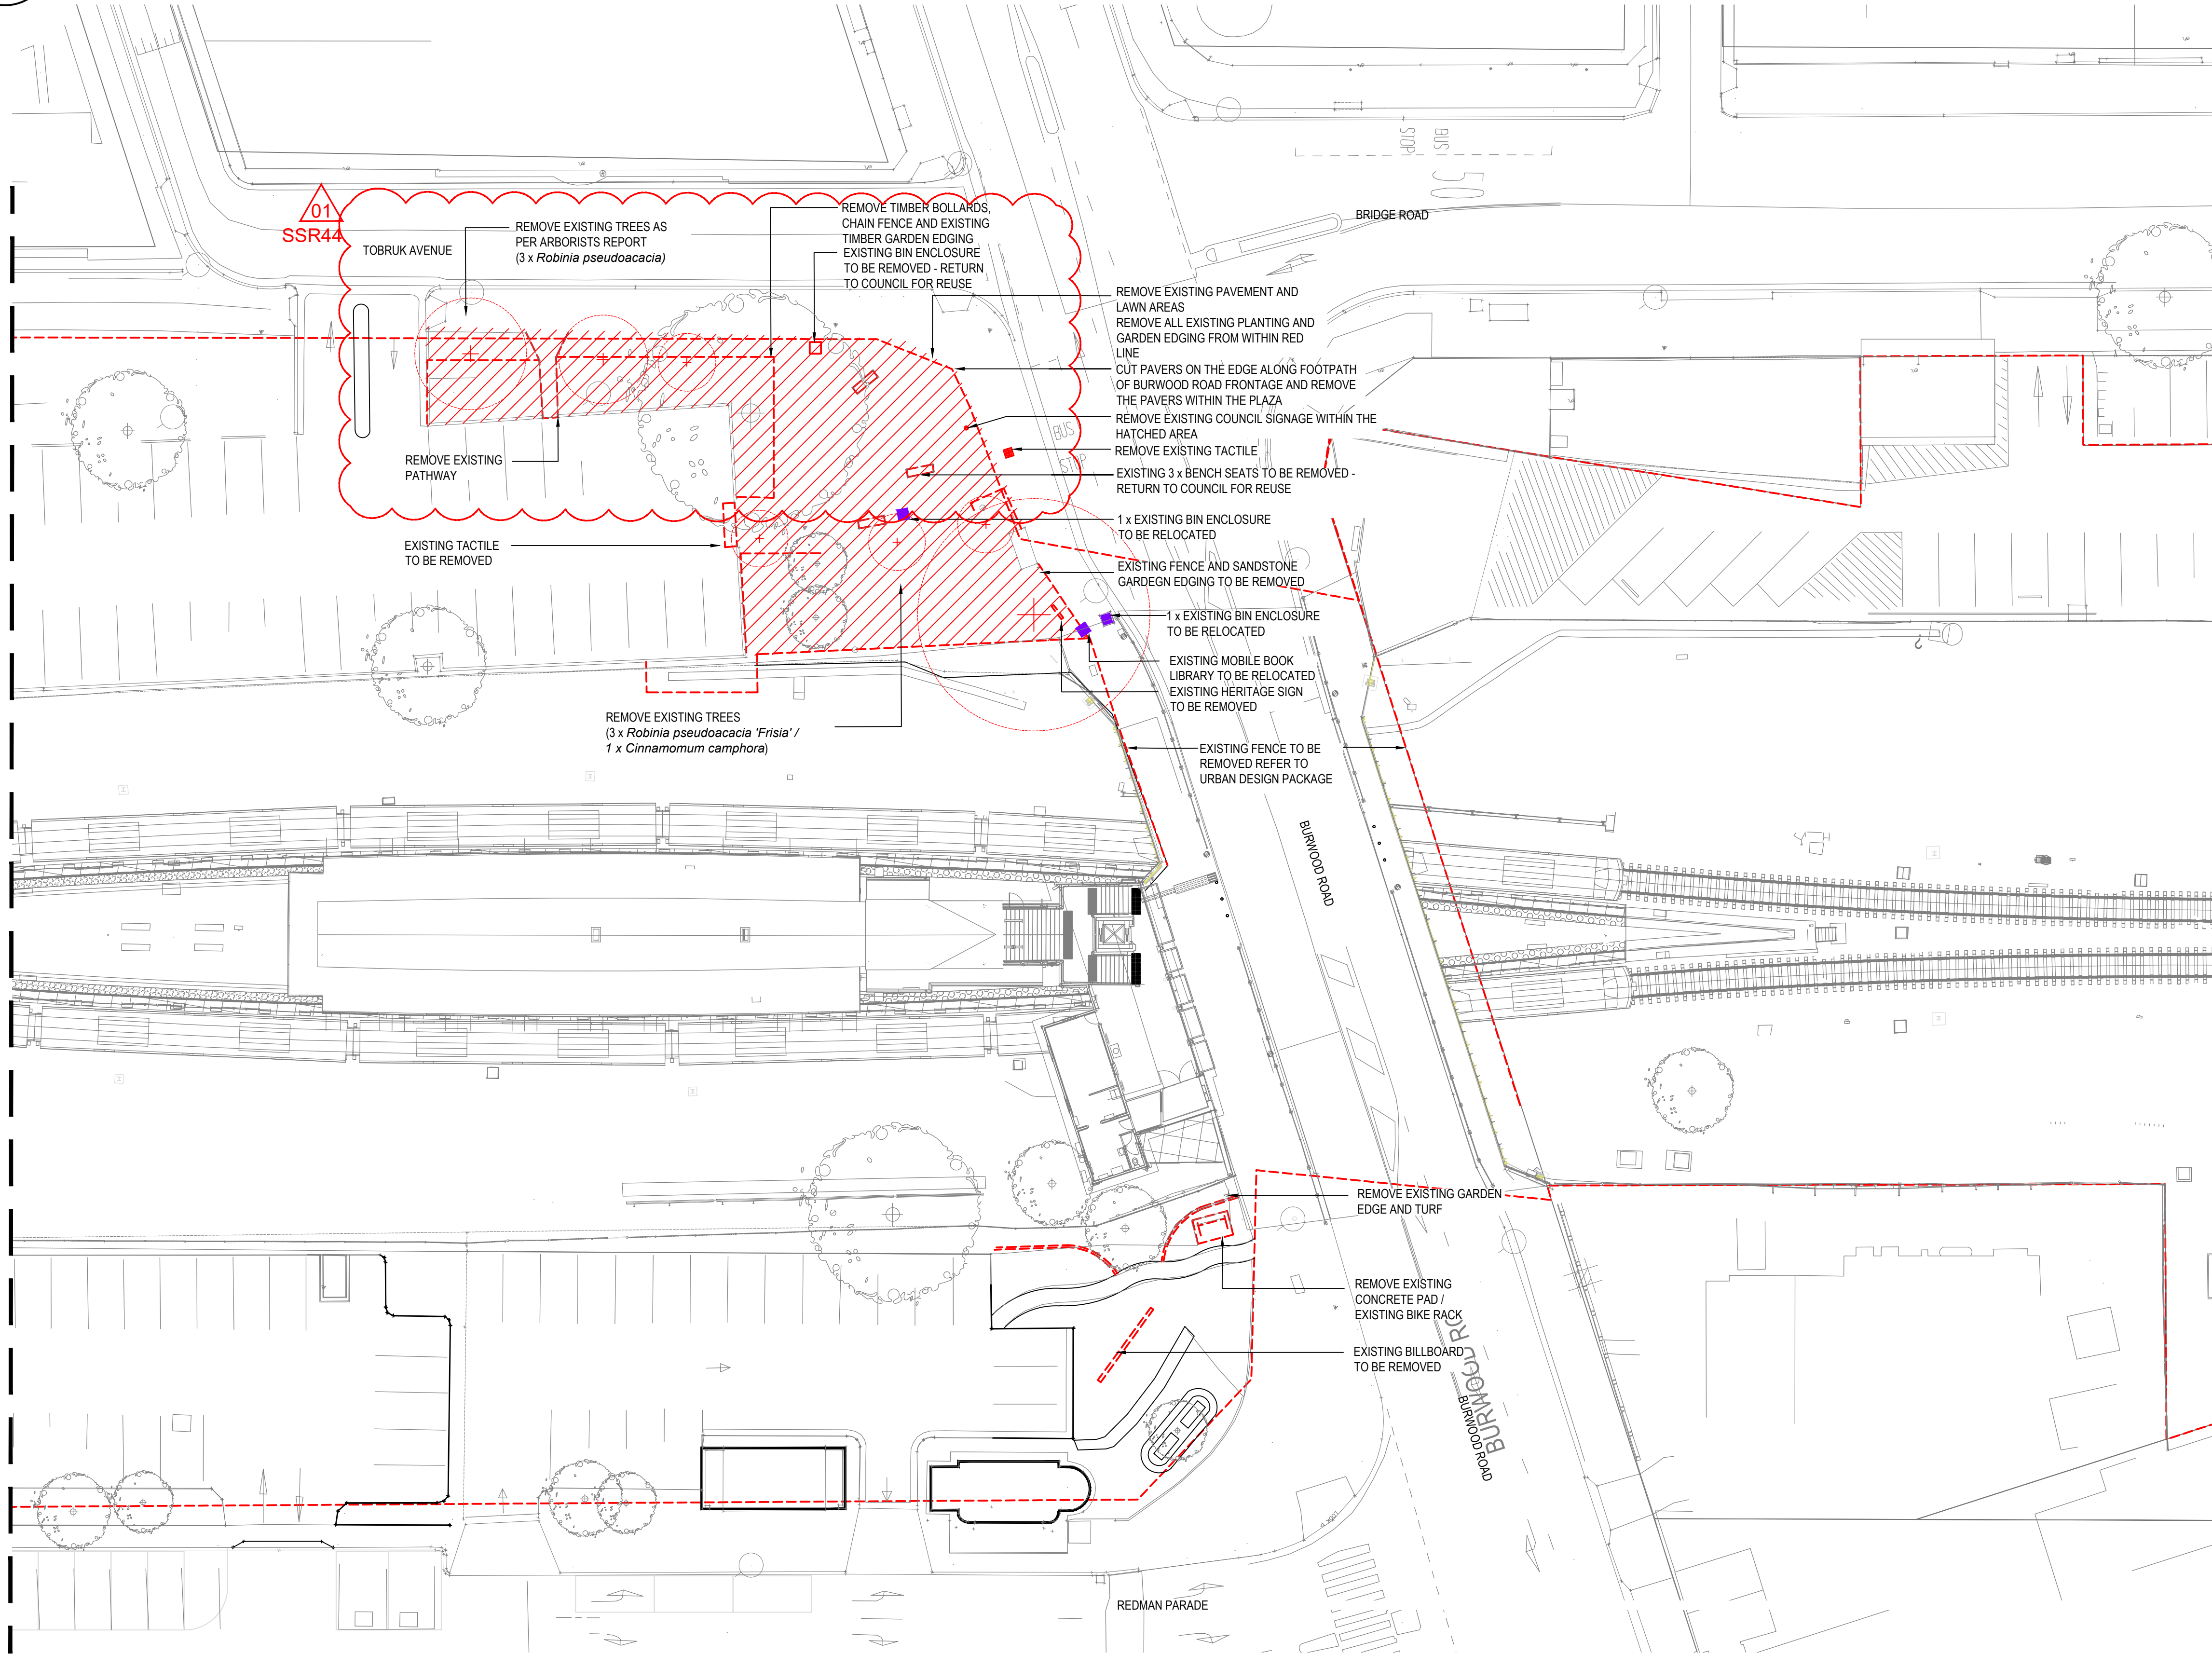 BUS
STOP
BRIDGE ROAD
01
SSR44
TOBRUK AVENUE
REMOVE EXISTING TREES AS
PER ARBORISTS REPORT
(3 x Robinia pseudoacacia)
REMOVE TIMBER BOLLARDS,
CHAIN FENCE AND EXISTING
TIMBER GARDEN EDGING
EXISTING BIN ENCLOSURE
TO BE REMOVED - RETURN
TO COUNCIL FOR REUSE
REMOVE EXISTING PAVEMENT AND
LAWN AREAS
REMOVE ALL EXISTING PLANTING AND
GARDEN EDGING FROM WITHIN RED
LINE
CUT PAVERS ON THE EDGE ALONG FOOTPATH
OF BURWOOD ROAD FRONTAGE AND REMOVE
THE PAVERS WITHIN THE PLAZA
REMOVE EXISTING COUNCIL SIGNAGE WITHIN THE
HATCHED AREA
REMOVE EXISTING TACTILE
EXISTING 3 x BENCH SEATS TO BE REMOVED -
RETURN TO COUNCIL FOR REUSE
BUS
STOP
REMOVE EXISTING
PATHWAY
1 x EXISTING BIN ENCLOSURE
TO BE RELOCATED
EXISTING TACTILE
TO BE REMOVED
EXISTING FENCE AND SANDSTONE
GARDEGN EDGING TO BE REMOVED
1 x EXISTING BIN ENCLOSURE
TO BE RELOCATED
EXISTING MOBILE BOOK
LIBRARY TO BE RELOCATED
EXISTING HERITAGE SIGN
TO BE REMOVED
REMOVE EXISTING TREES
(3 x Robinia pseudoacacia 'Frisia' /
1 x Cinnamomum camphora)
EXISTING FENCE TO BE
REMOVED REFER TO
URBAN DESIGN PACKAGE
BURWOOD ROAD
REMOVE EXISTING GARDEN
EDGE AND TURF
REMOVE EXISTING
CONCRETE PAD /
EXISTING BIKE RACK
EXISTING BILLBOARD
TO BE REMOVED
BURWOOD RO
BURWOOD ROAD
REDMAN PARADE